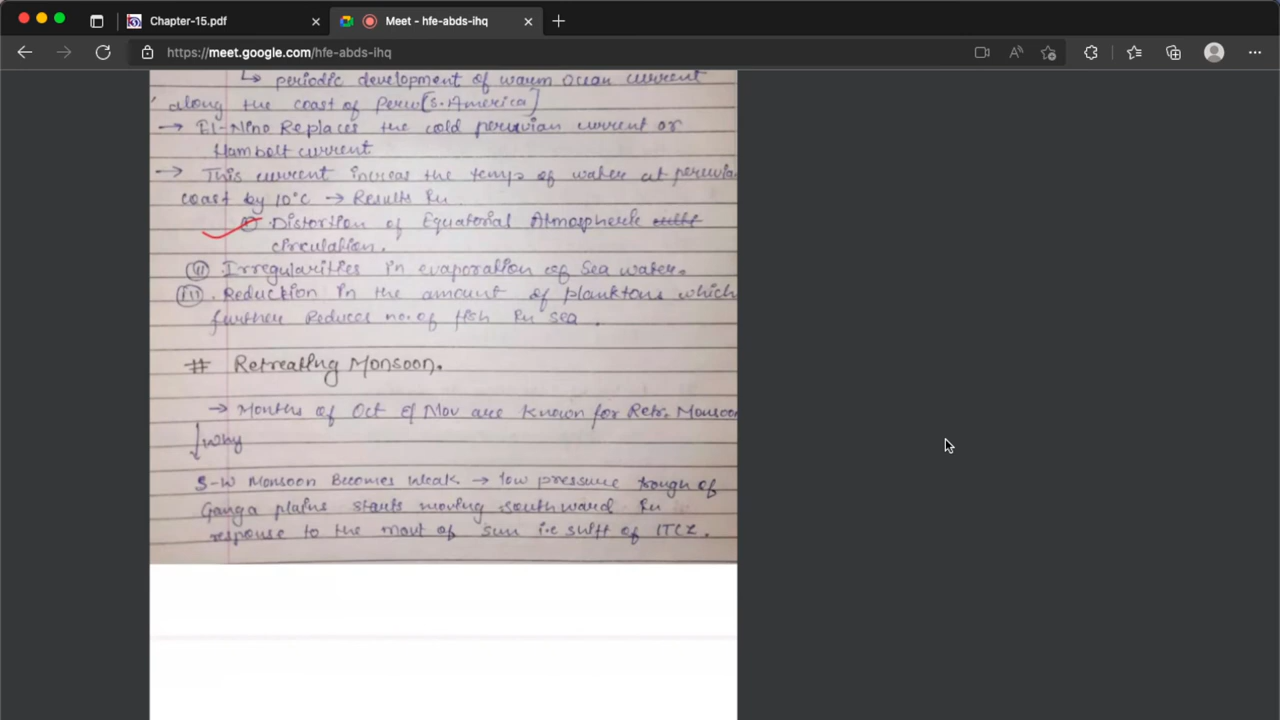 Chapter-15.pdf
Meet - hfe-abds-ihq
https://meet.google.com/hfe-abds-ihq
↳ periodic development of warm Ocean current
along the coast of Peru [S. America]
→ El-Nino Replaces the cold peruvian current or
Hambolt current
→ This current increas the temp of water at peruvia
coast by 10°C → Results In
① Distortion of Equatorial Atmospheric
circulation.
ⓘⓘ Irregularities in evaporation of Sea water.
ⓘⓘⓘ . Reduction in the amount of planktons which
further Reduces no. of fish in sea .
# Retreating Monsoon.
→ Months of Oct & Nov are known for Retr. Monsoon
↓ Why
S-W Monsoon Becomes Weak → low pressure trough of
Ganga plains starts moving southward in
response to the movt of sun i.e shift of ITCZ.